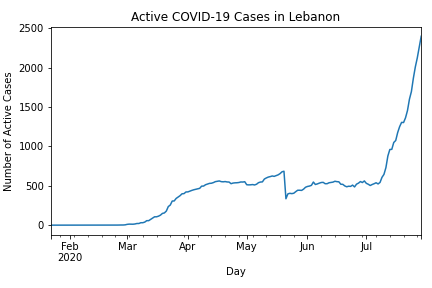 Active COVID-19 Cases in Lebanon
2500
2000
1500
1000
500
0
Number of Active Cases
Feb
2020
Mar
Apr
May
Jun
Jul
Day